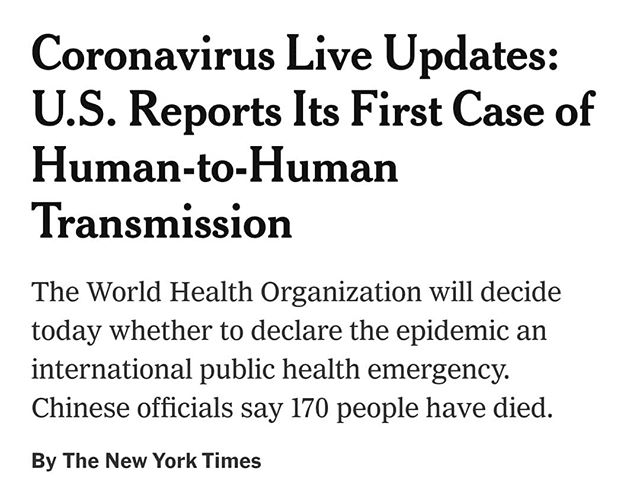 Coronavirus Live Updates:
U.S. Reports Its First Case of
Human-to-Human
Transmission
The World Health Organization will decide
today whether to declare the epidemic an
international public health emergency.
Chinese officials say 170 people have died.
By The New York Times